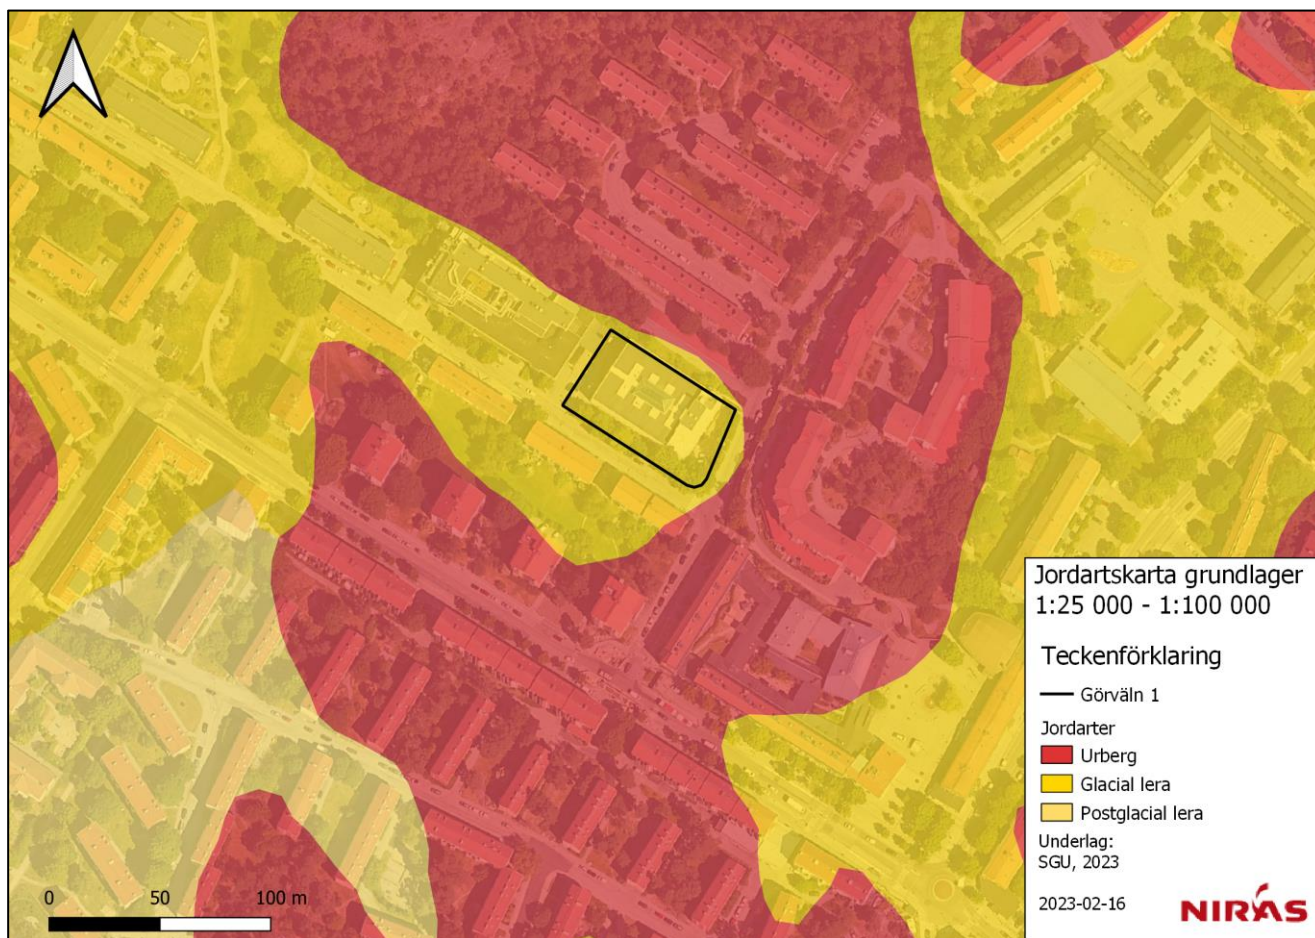 Jordartskarta grundlager
1:25 000 - 1:100 000
Teckenförklaring
Görväln 1
Jordarter
Urberg
Glacial lera
Postglacial lera
Underlag:
SGU, 2023
2023-02-16
NIRAS
0 50 100 m